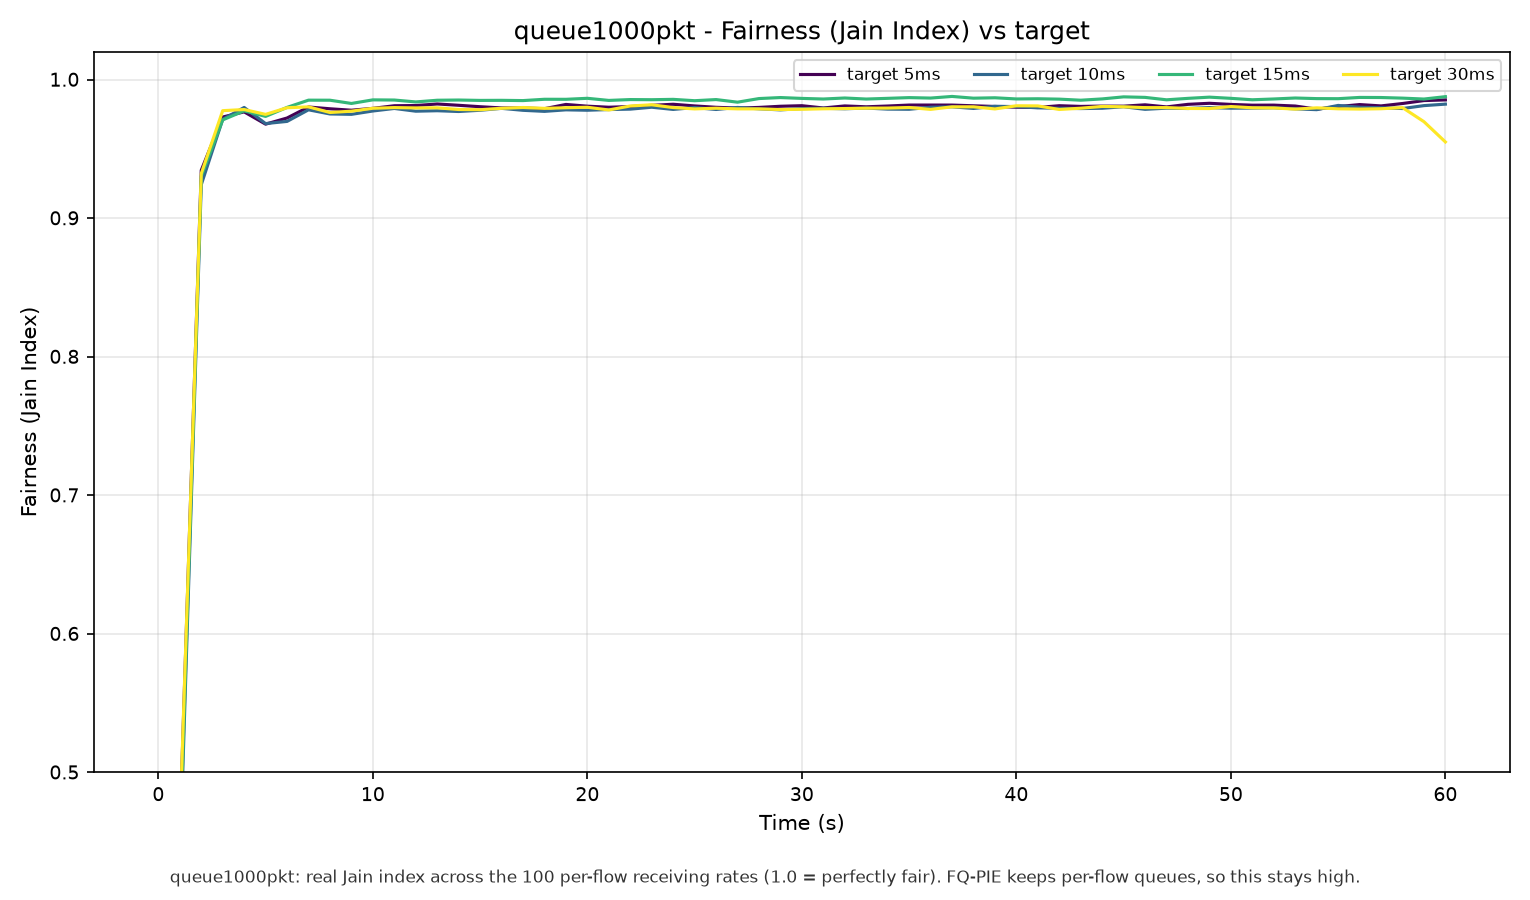 queue1000pkt - Fairness (Jain Index) vs target
target 5ms
target 10ms
target 15ms
target 30ms
Fairness (Jain Index)
1.0
0.9
0.8
0.7
0.6
0.5
0
10
20
30
40
50
60
Time (s)
queue1000pkt: real Jain index across the 100 per-flow receiving rates (1.0 = perfectly fair). FQ-PIE keeps per-flow queues, so this stays high.